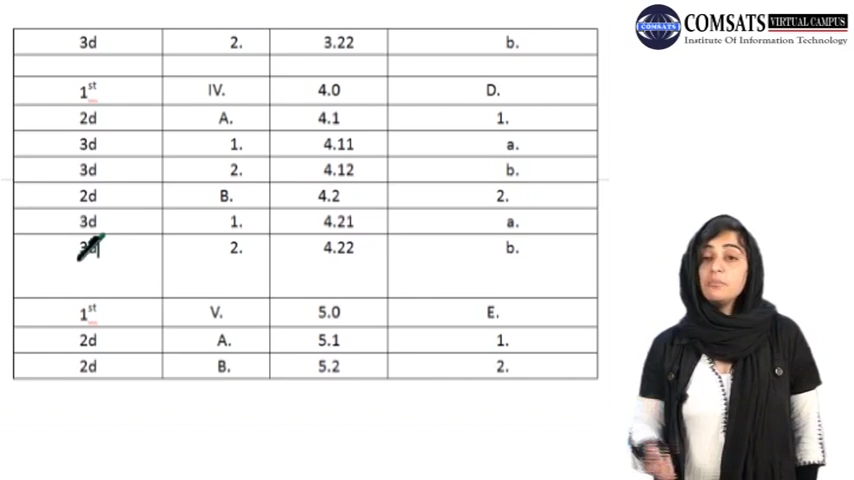 COMSATS VIRTUAL CAMPUS
COMSATS
Institute Of Information Technology
3d 2. 3.22 b.
1st IV. 4.0 D.
2d A. 4.1 1.
3d 1. 4.11 a.
3d 2. 4.12 b.
2d B. 4.2 2.
3d 1. 4.21 a.
3d 2. 4.22 b.
1st V. 5.0 E.
2d A. 5.1 1.
2d B. 5.2 2.